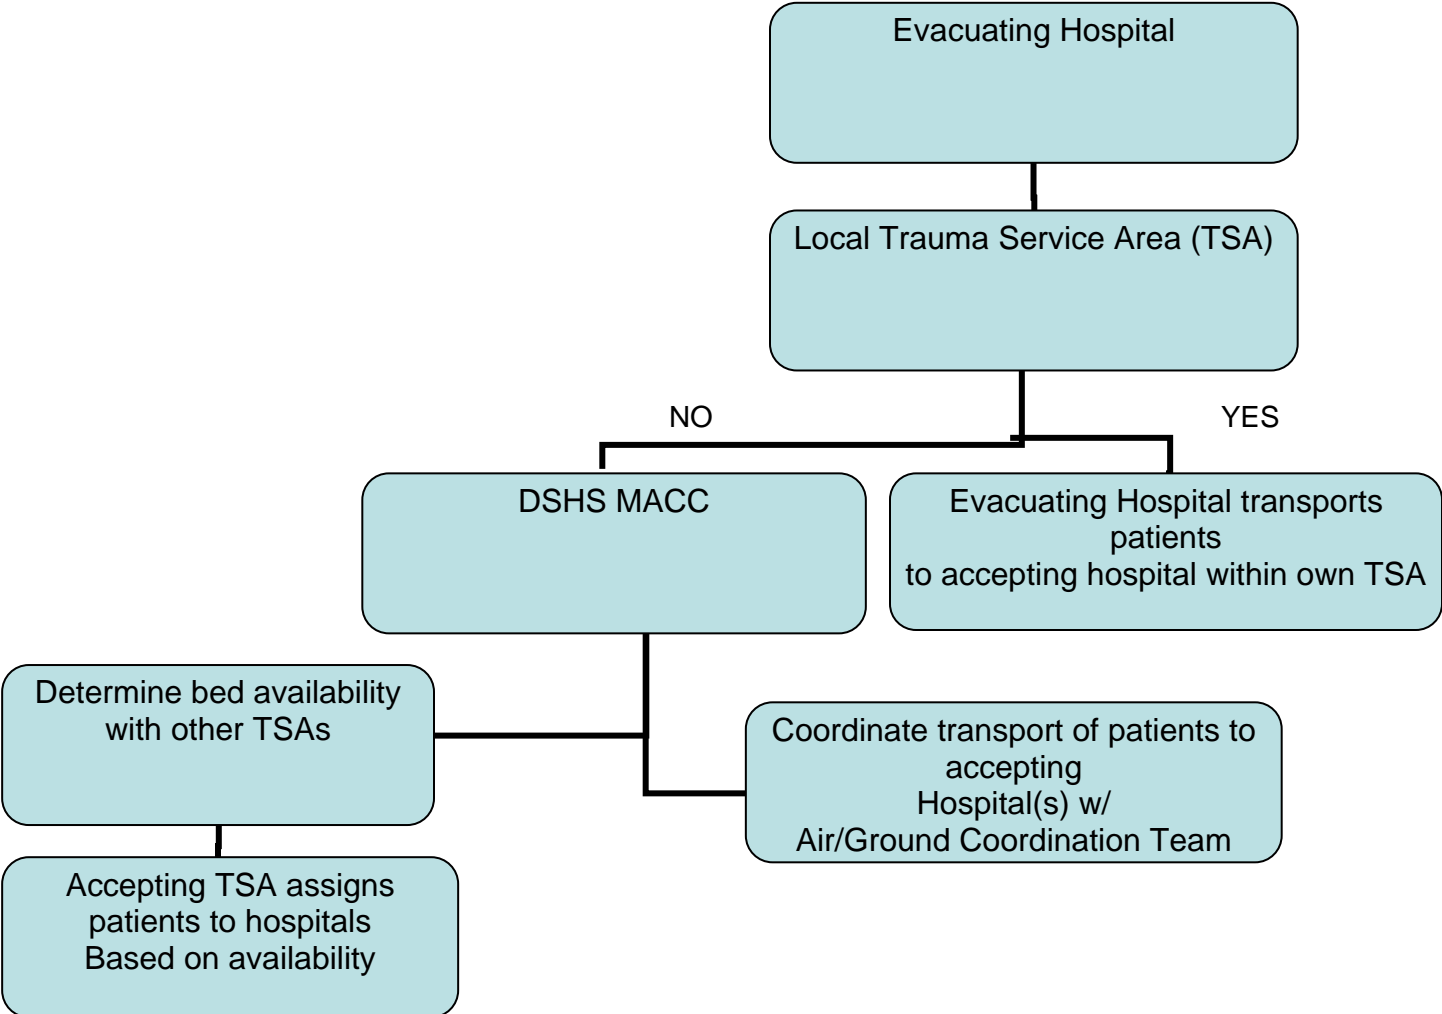 Evacuating Hospital
Local Trauma Service Area (TSA)
NO
YES
DSHS MACC
Evacuating Hospital transports
patients
to accepting hospital within own TSA
Determine bed availability
with other TSAs
Coordinate transport of patients to
accepting
Hospital(s) w/
Air/Ground Coordination Team
Accepting TSA assigns
patients to hospitals
Based on availability